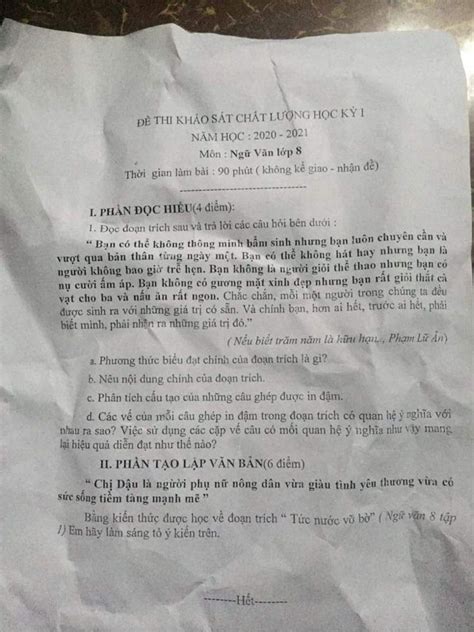 ĐỀ THI KHẢO SÁT CHẤT LƯỢNG HỌC KỲ I
NĂM HỌC : 2020 - 2021
Môn : Ngữ Văn lớp 8
Thời gian làm bài : 90 phút ( không kể giao - nhận đề)
--------------------
I. PHẦN ĐỌC HIỂU(4 điểm):
1. Đọc đoạn trích sau và trả lời các câu hỏi bên dưới :
“ Bạn có thể không thông minh bẩm sinh nhưng bạn luôn chuyên cần và
vượt qua bản thân từng ngày một. Bạn có thể không hát hay nhưng bạn là
người không bao giờ trễ hẹn. Bạn không là người giỏi thể thao nhưng bạn có
nụ cười ấm áp. Bạn không có gương mặt xinh đẹp nhưng bạn rất giỏi thắt cà
vạt cho ba và nấu ăn rất ngon. Chắc chắn, mỗi một người trong chúng ta đều
được sinh ra với những giá trị có sẵn. Và chính bạn, hơn ai hết, trước ai hết, phải
biết mình, phải nhận ra những giá trị đó.”
( Nếu biết trăm năm là hữu hạn... Phạm Lữ Ân)
a. Phương thức biểu đạt chính của đoạn trích là gì?
b. Nêu nội dung chính của đoạn trích.
c. Phân tích cấu tạo của những câu ghép được in đậm.
d. Các vế của mỗi câu ghép in đậm trong đoạn trích có quan hệ ý nghĩa với
nhau ra sao? Việc sử dụng các cặp vế câu có mối quan hệ ý nghĩa như vậy mang
lại hiệu quả diễn đạt như thế nào?
II. PHẦN TẠO LẬP VĂN BẢN(6 điểm)
“ Chị Dậu là người phụ nữ nông dân vừa giàu tình yêu thương vừa có
sức sống tiềm tàng mạnh mẽ ”
Bằng kiến thức được học về đoạn trích “ Tức nước vỡ bờ” ( Ngữ văn 8 tập
1) Em hãy làm sáng tỏ ý kiến trên.
-------Hết-------